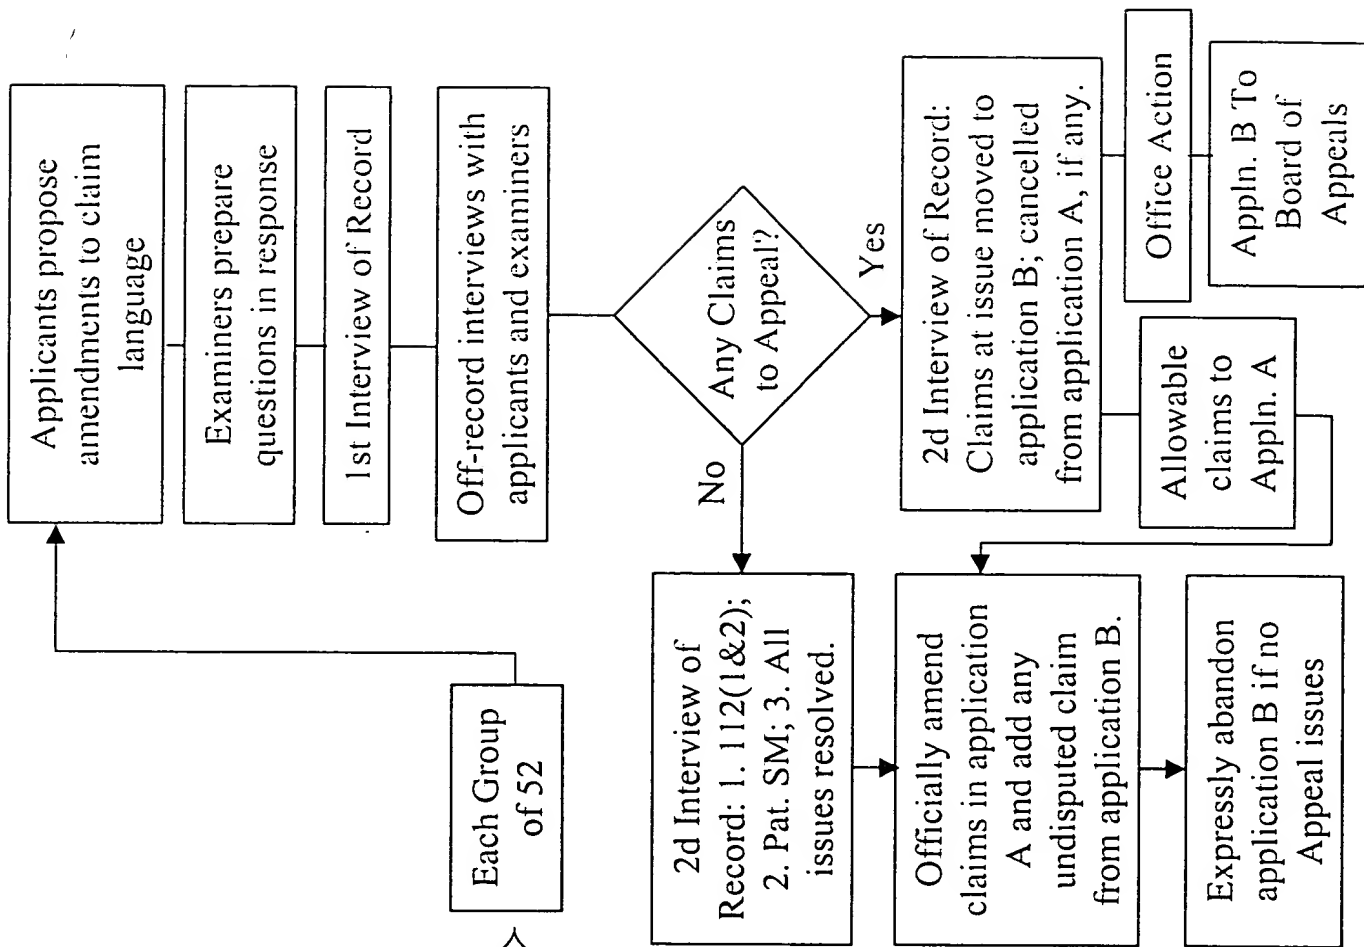 Each Group
of 52
Applicants propose
amendments to claim
language
Examiners prepare
questions in response
1st Interview of Record
Off-record interviews with
applicants and examiners
Any Claims
to Appeal?
No
Yes
2d Interview of
Record: 1. 112(1&2);
2. Pat. SM; 3. All
issues resolved.
Officially amend
claims in application
A and add any
undisputed claim
from application B.
Expressly abandon
application B if no
Appeal issues
2d Interview of Record:
Claims at issue moved to
application B; cancelled
from application A, if any.
Allowable
claims to
Appln. A
Office Action
Appln. B To
Board of
Appeals